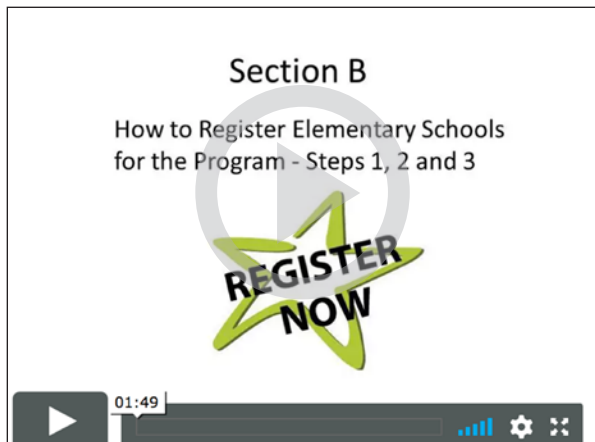 Section B
How to Register Elementary Schools
for the Program - Steps 1, 2 and 3
REGISTER
NOW
01:49